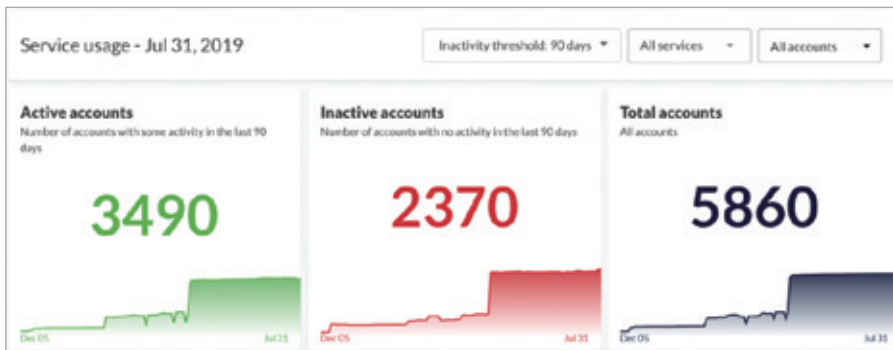 Service usage - Jul 31, 2019
Inactivity threshold: 90 days
All services
All accounts
Active accounts
Number of accounts with some activity in the last 90
days
3490
Dec 05
Jul 31
Inactive accounts
Number of accounts with no activity in the last 90 days
2370
Dec 05
Jul 31
Total accounts
All accounts
5860
Dec 05
Jul 31